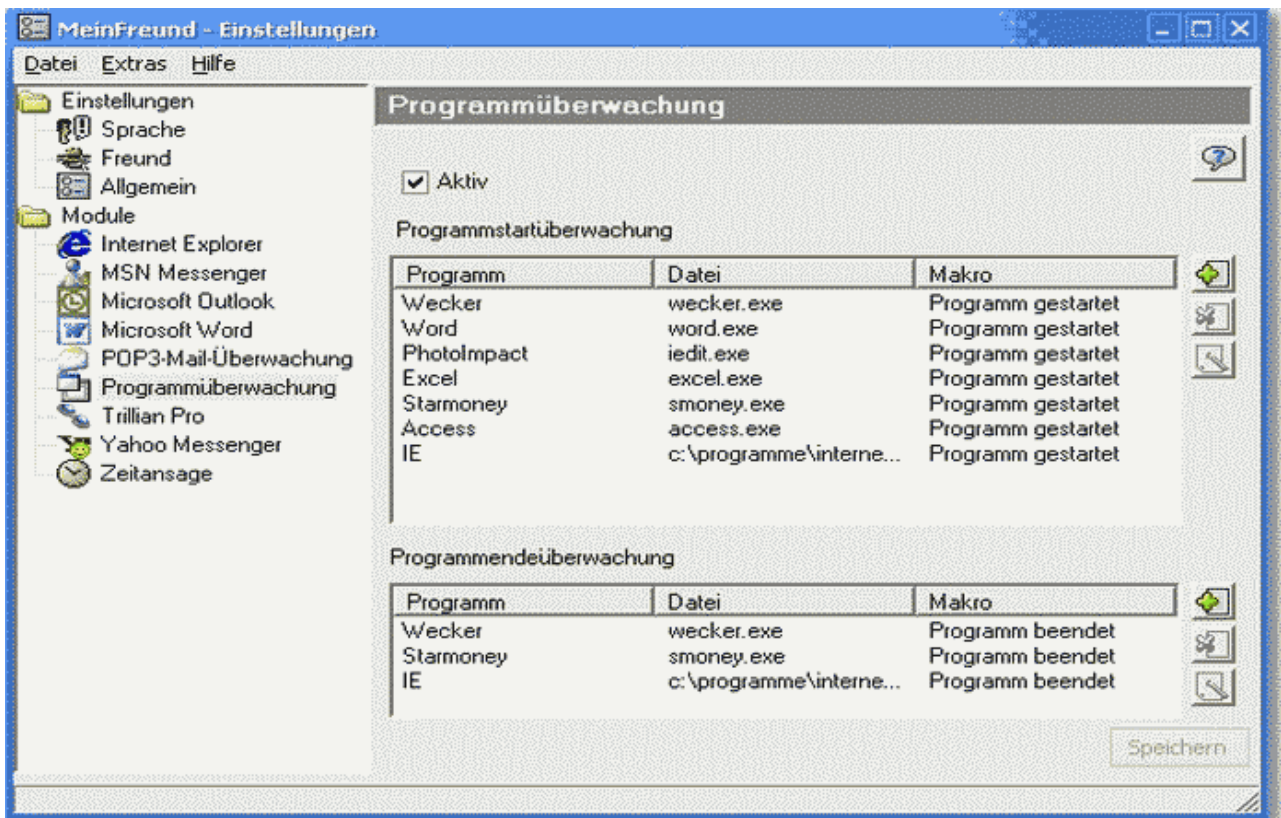 MeinFreund - Einstellungen
Datei Extras Hilfe
Einstellungen
Sprache
Freund
Allgemein
Module
Internet Explorer
MSN Messenger
Microsoft Outlook
Microsoft Word
POP3-Mail-Überwachung
Programmüberwachung
Trillian Pro
Yahoo Messenger
Zeitansage
Programmüberwachung
Aktiv
Programmstartüberwachung
Programm Datei Makro
Wecker wecker.exe Programm gestartet
Word word.exe Programm gestartet
PhotoImpact iedit.exe Programm gestartet
Excel excel.exe Programm gestartet
Starmoney smoney.exe Programm gestartet
Access access.exe Programm gestartet
IE c:\programme\interne... Programm gestartet
Programmendeüberwachung
Programm Datei Makro
Wecker wecker.exe Programm beendet
Starmoney smoney.exe Programm beendet
IE c:\programme\interne... Programm beendet
Speichern